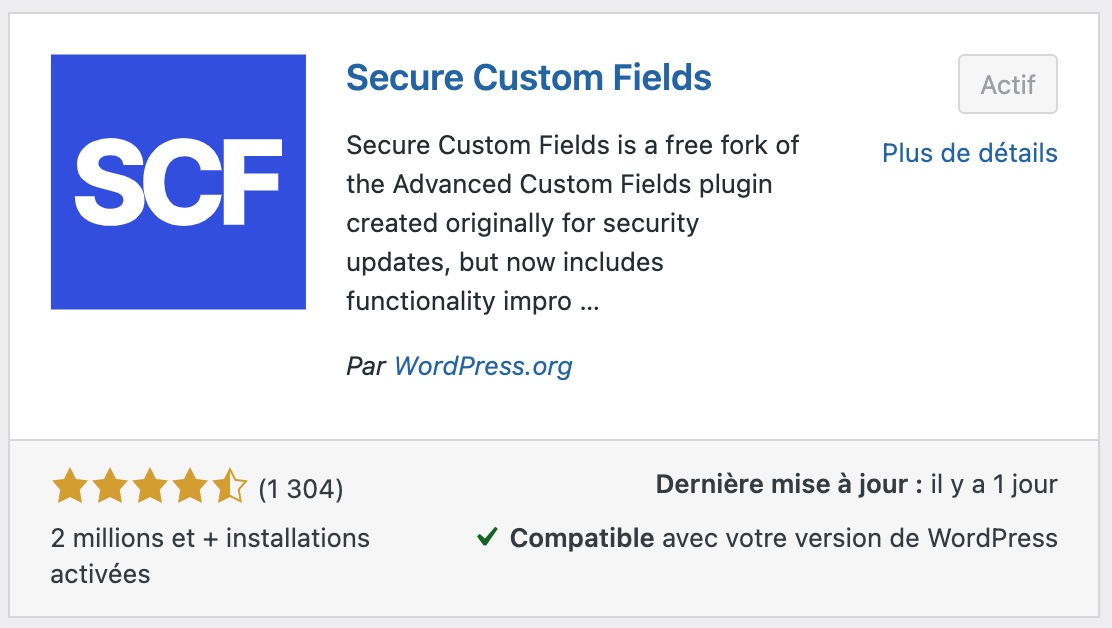 SCF
Secure Custom Fields
Actif
Plus de détails
Secure Custom Fields is a free fork of
the Advanced Custom Fields plugin
created originally for security
updates, but now includes
functionality impro ...
Par WordPress.org
(1 304)
2 millions et + installations
activées
Dernière mise à jour : il y a 1 jour
Compatible avec votre version de WordPress